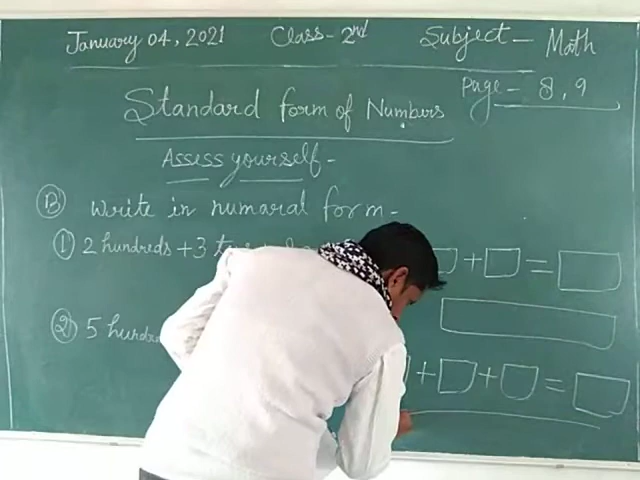 January 04, 2021 Class- 2nd Subject- Math
Page- 8, 9
Standard form of Numbers
Assess yourself-
(B) Write in numaral form-
(1) 2 hundreds + 3 + = 
(2) 5 + + =